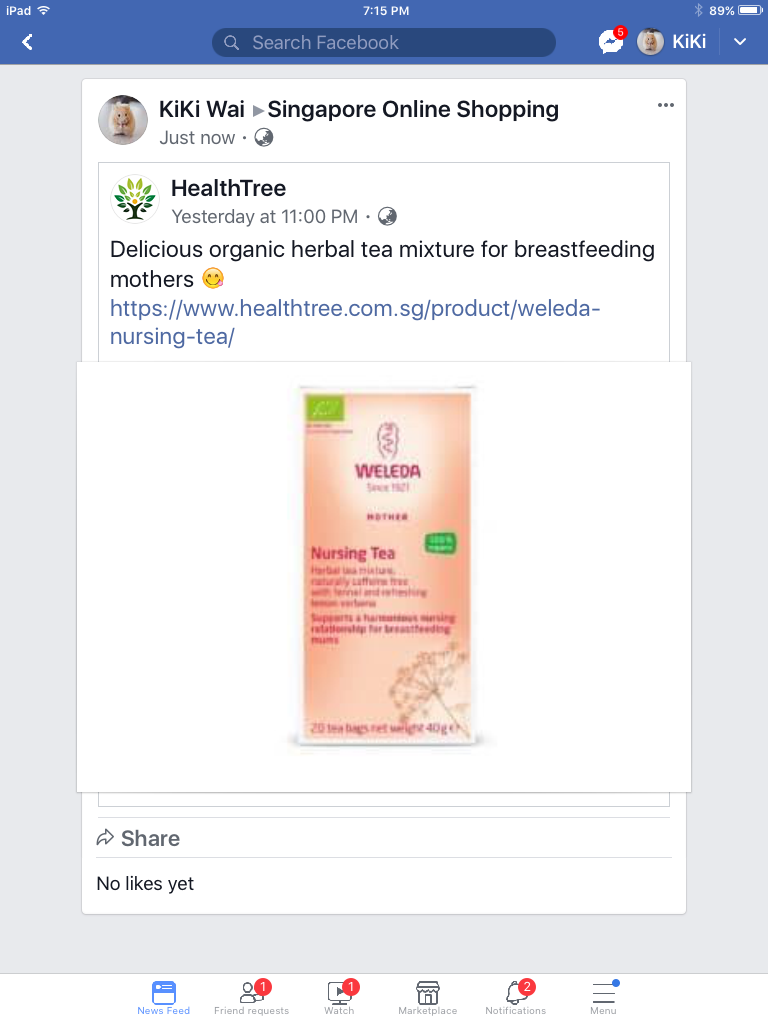 iPad 7:15 PM 89%
Search Facebook 5 KiKi
KiKi Wai ▸ Singapore Online Shopping
Just now ·
HealthTree
Yesterday at 11:00 PM ·
Delicious organic herbal tea mixture for breastfeeding
mothers 😋
https://www.healthtree.com.sg/product/weleda-
nursing-tea/
WELEDA
Since 1921
MOTHER
Nursing Tea
Herbal tea mixture,
naturally caffeine free
with fennel and refreshing
lemon verbena
Supports a harmonious nursing
relationship for breastfeeding
mums
20 tea bags net weight 40g e
Share
No likes yet
1 1 2
News Feed Friend requests Watch Marketplace Notifications Menu